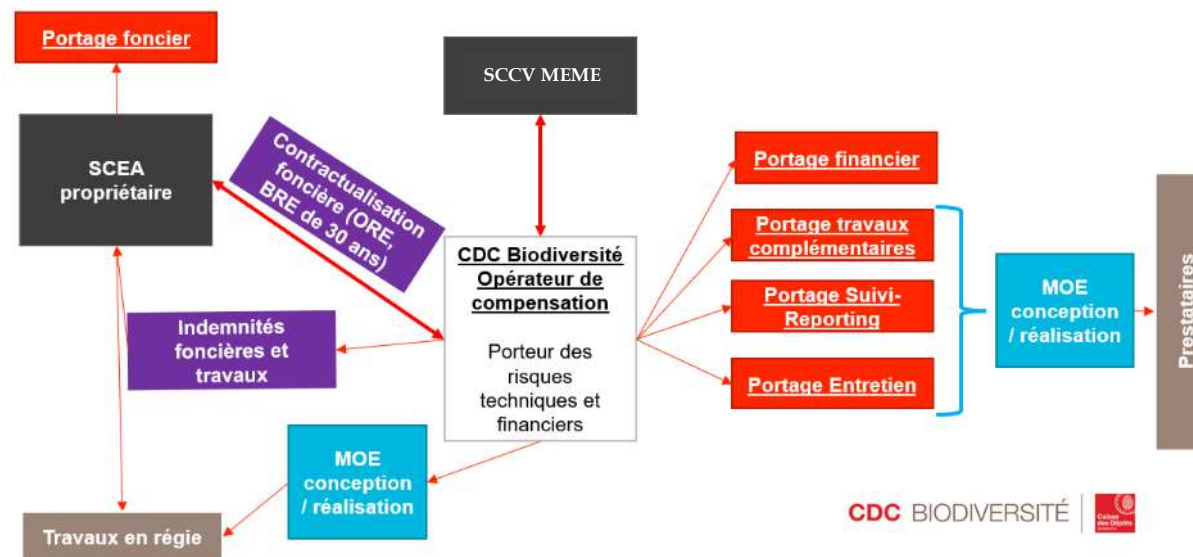 Portage foncier
SCCV MEME
SCEA
propriétaire
Contractualisation
foncière (ORE,
BRE de 30 ans)
CDC Biodiversité
Opérateur de
compensation
Porteur des
risques
techniques et
financiers
Indemnités
foncières et
travaux
MOE
conception
/ réalisation
Travaux en régie
Portage financier
Portage travaux
complémentaires
Portage Suivi-
Reporting
Portage Entretien
MOE
conception
/ réalisation
Prestataires
CDC BIODIVERSITÉ
Caisse
des Dépôts